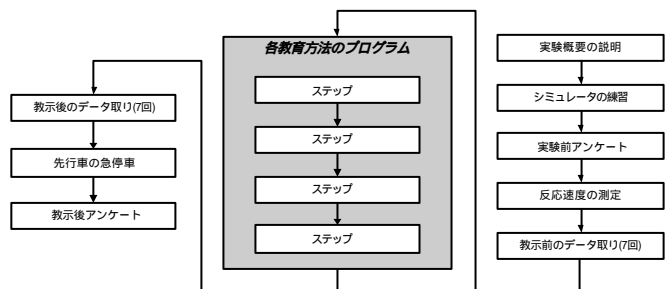 各教育方法のプログラム
ステップ
ステップ
ステップ
ステップ
教示後のデータ取り(7回)
先行車の急停車
教示後アンケート
実験概要の説明
シミュレータの練習
実験前アンケート
反応速度の測定
教示前のデータ取り(7回)